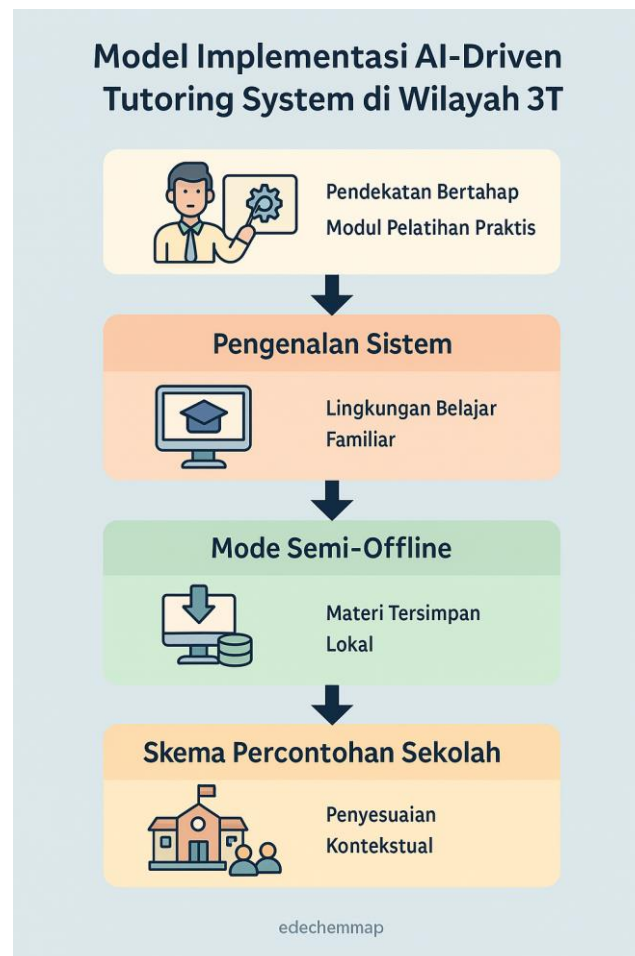 Model Implementasi AI-Driven
Tutoring System di Wilayah 3T
Pendekatan Bertahap
Modul Pelatihan Praktis
Pengenalan Sistem
Lingkungan Belajar
Familiar
Mode Semi-Offline
Materi Tersimpan
Lokal
Skema Percontohan Sekolah
Penyesuaian
Kontekstual
edechemmap